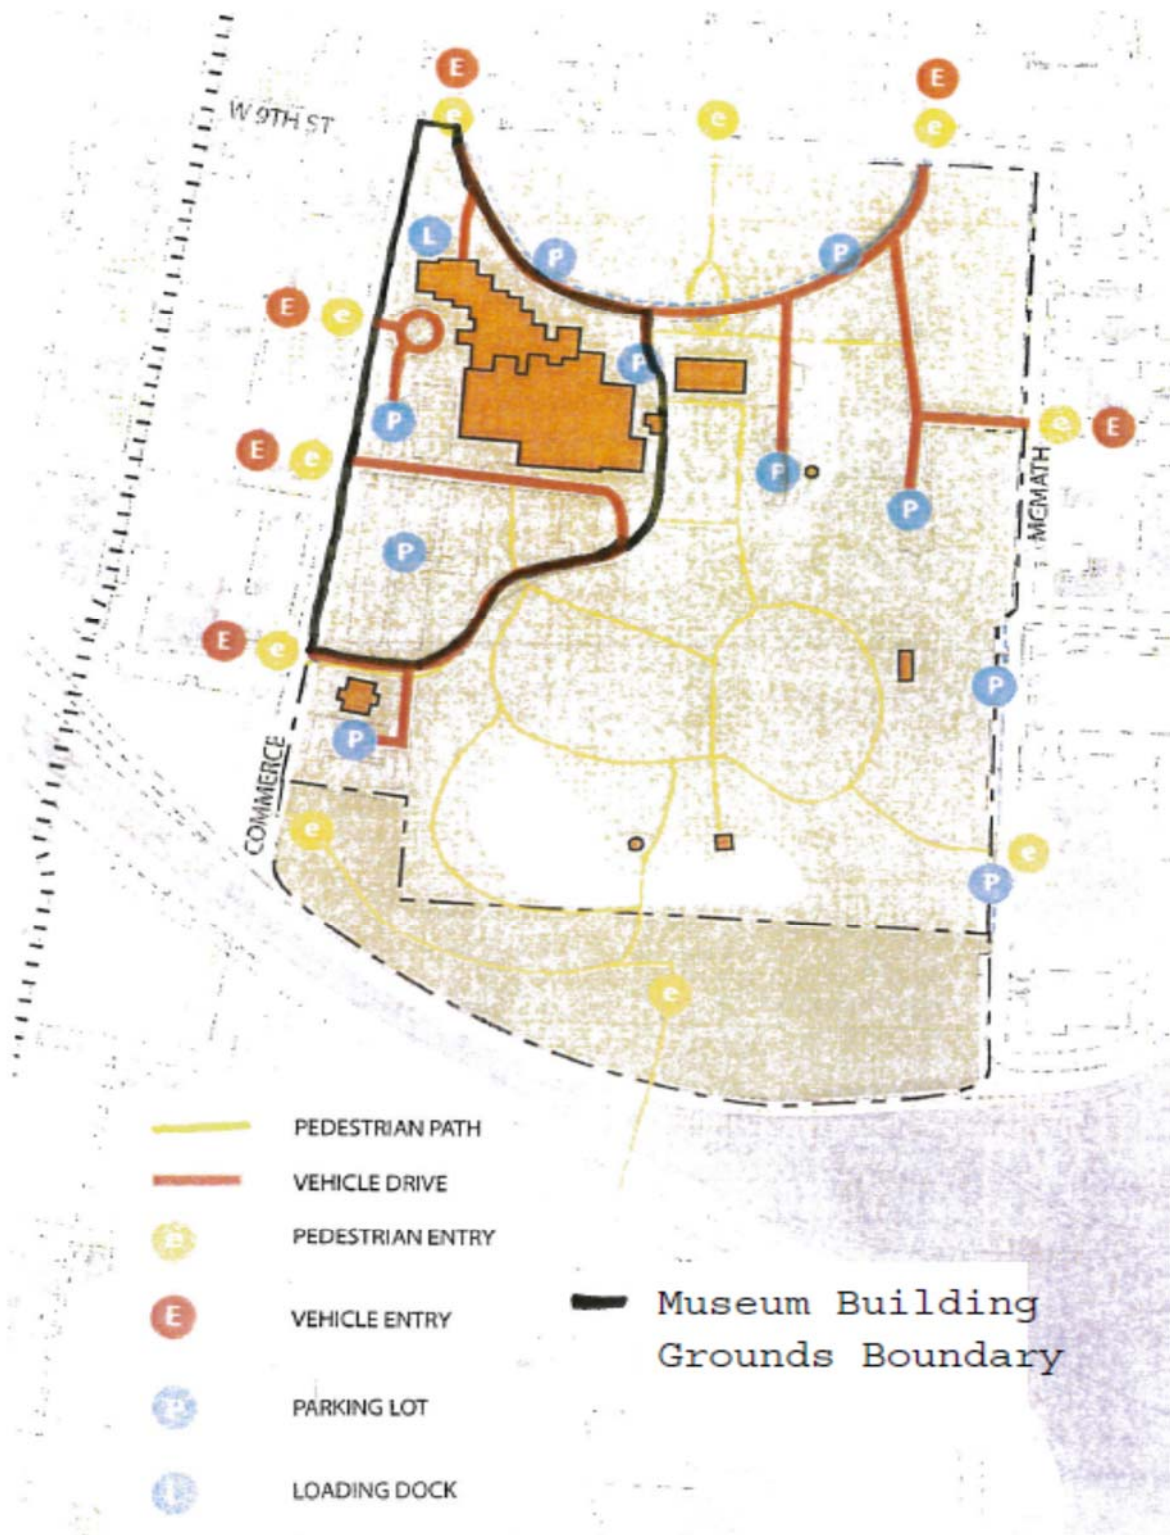 E
E
W 9TH ST
e
e
e
L
P
P
E
e
P
P
e
E
E
e
P
P
P
MCMATH
E
e
P
COMMERCE
P
e
e
P
e
PEDESTRIAN PATH
VEHICLE DRIVE
e
PEDESTRIAN ENTRY
E
VEHICLE ENTRY
Museum Building
Grounds Boundary
P
PARKING LOT
L
LOADING DOCK